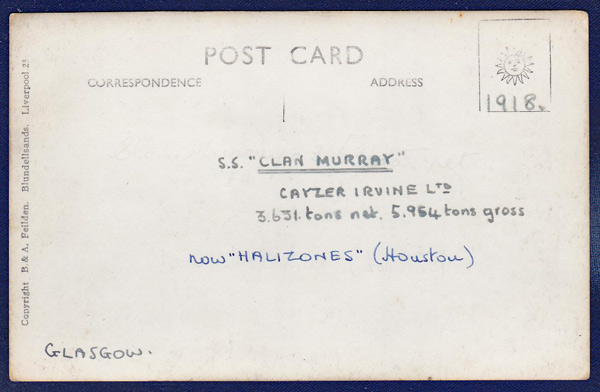 POST CARD
CORRESPONDENCE
ADDRESS
1918.
S.S. "CLAN MURRAY"
CAYZER IRVINE LTD
3.631 tons net. 5.954 tons gross
now "HALIZONES" (Houston)
GLASGOW.
Copyright B. & A. Feilden. Blundellsands. Liverpool 23